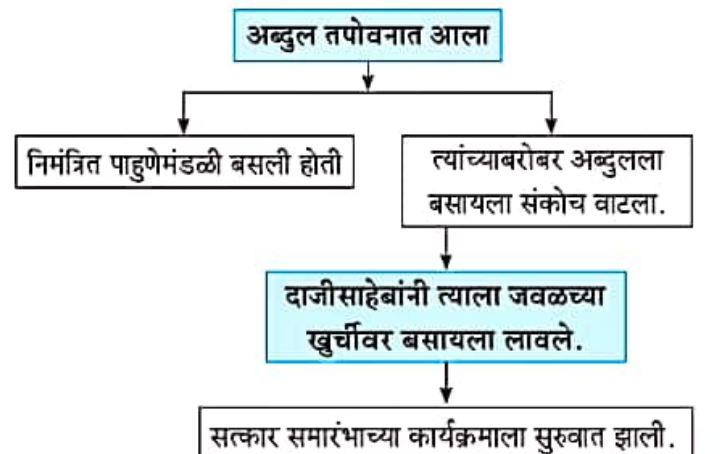 अब्दुल तपोवनात आला
निमंत्रित पाहुणेमंडळी बसली होती
त्यांच्याबरोबर अब्दुलला
बसायला संकोच वाटला.
दाजीसाहेबांनी त्याला जवळच्या
खुर्चीवर बसायला लावले.
सत्कार समारंभाच्या कार्यक्रमाला सुरुवात झाली.